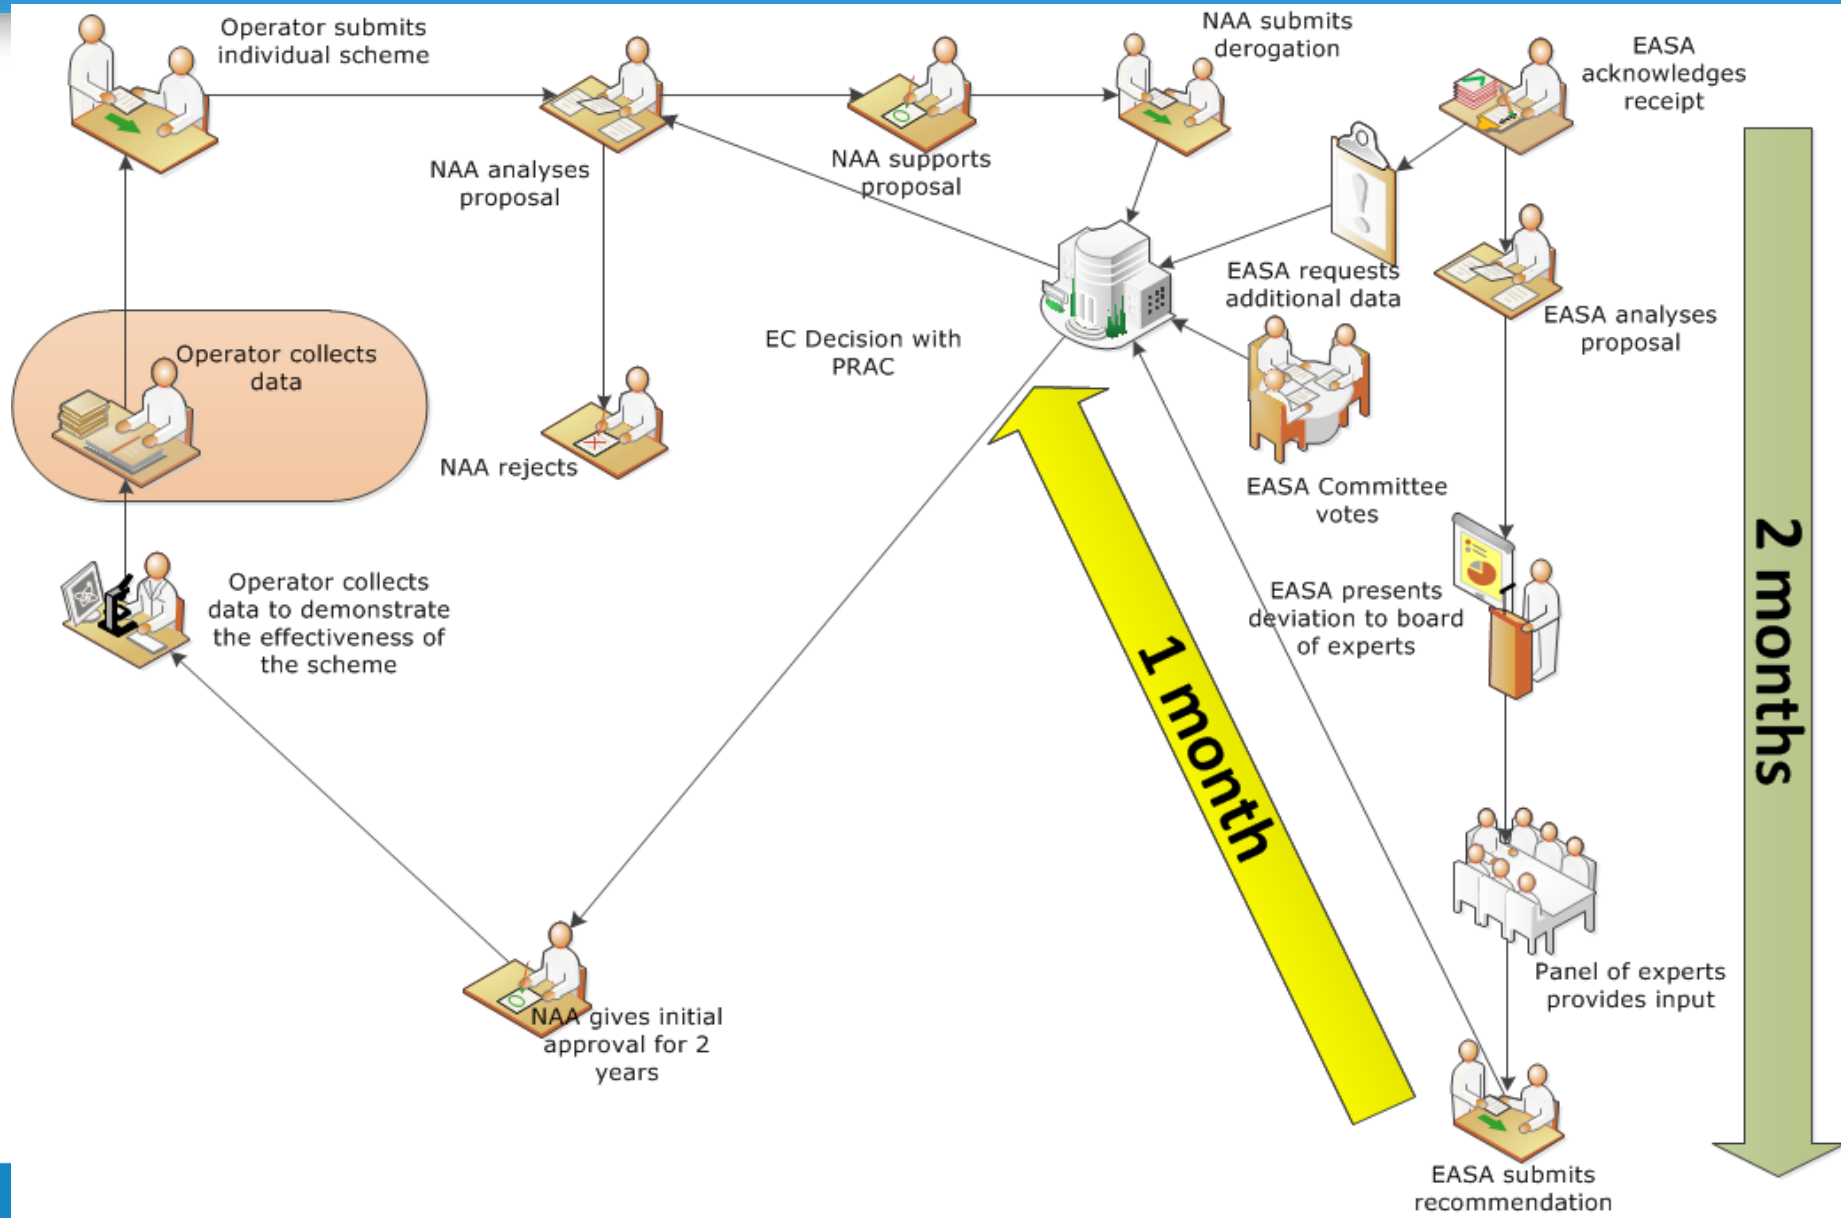 Operator submits
individual scheme
NAA submits
derogation
EASA
acknowledges
receipt
NAA analyses
proposal
NAA supports
proposal
EASA requests
additional data
EASA analyses
proposal
EC Decision with
PRAC
Operator collects
data
NAA rejects
EASA Committee
votes
Operator collects
data to demonstrate
the effectiveness of
the scheme
EASA presents
deviation to board
of experts
2 months
1 month
Panel of experts
provides input
NAA gives initial
approval for 2
years
EASA submits
recommendation